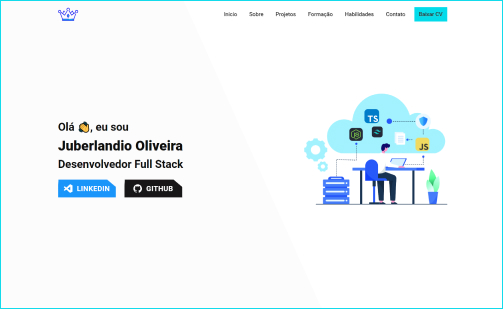 Início Sobre Projetos Formação Habilidades Contato Baixar CV
Olá 👏, eu sou
Juberlandio Oliveira
Desenvolvedor Full Stack
LINKEDIN GITHUB
TS
JS